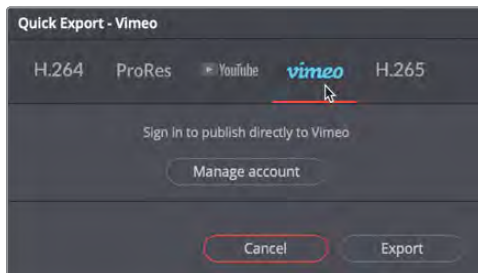 Quick Export - Vimeo
H.264 ProRes YouTube vimeo H.265
Sign in to publish directly to Vimeo
Manage account
Cancel Export